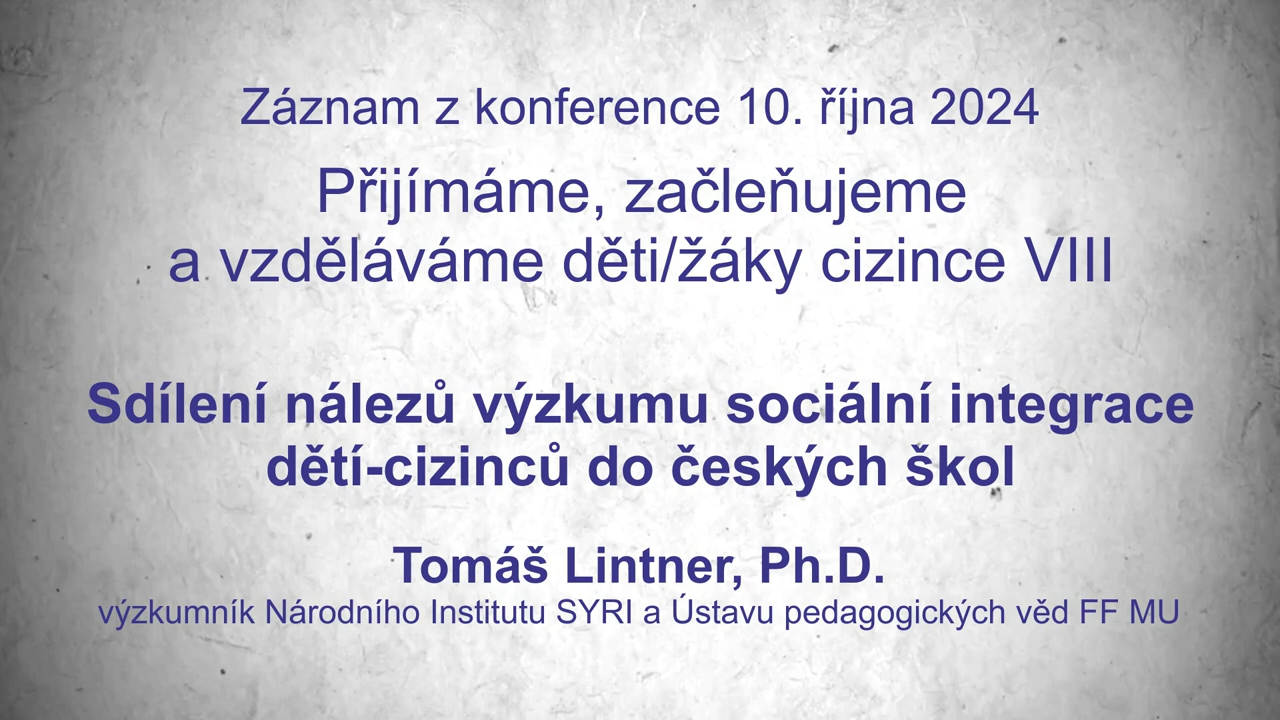 Záznam z konference 10. října 2024
Přijímáme, začleňujeme
a vzděláváme děti/žáky cizince VIII
Sdílení nálezů výzkumu sociální integrace
dětí-cizinců do českých škol
Tomáš Lintner, Ph.D.
výzkumník Národního Institutu SYRI a Ústavu pedagogických věd FF MU